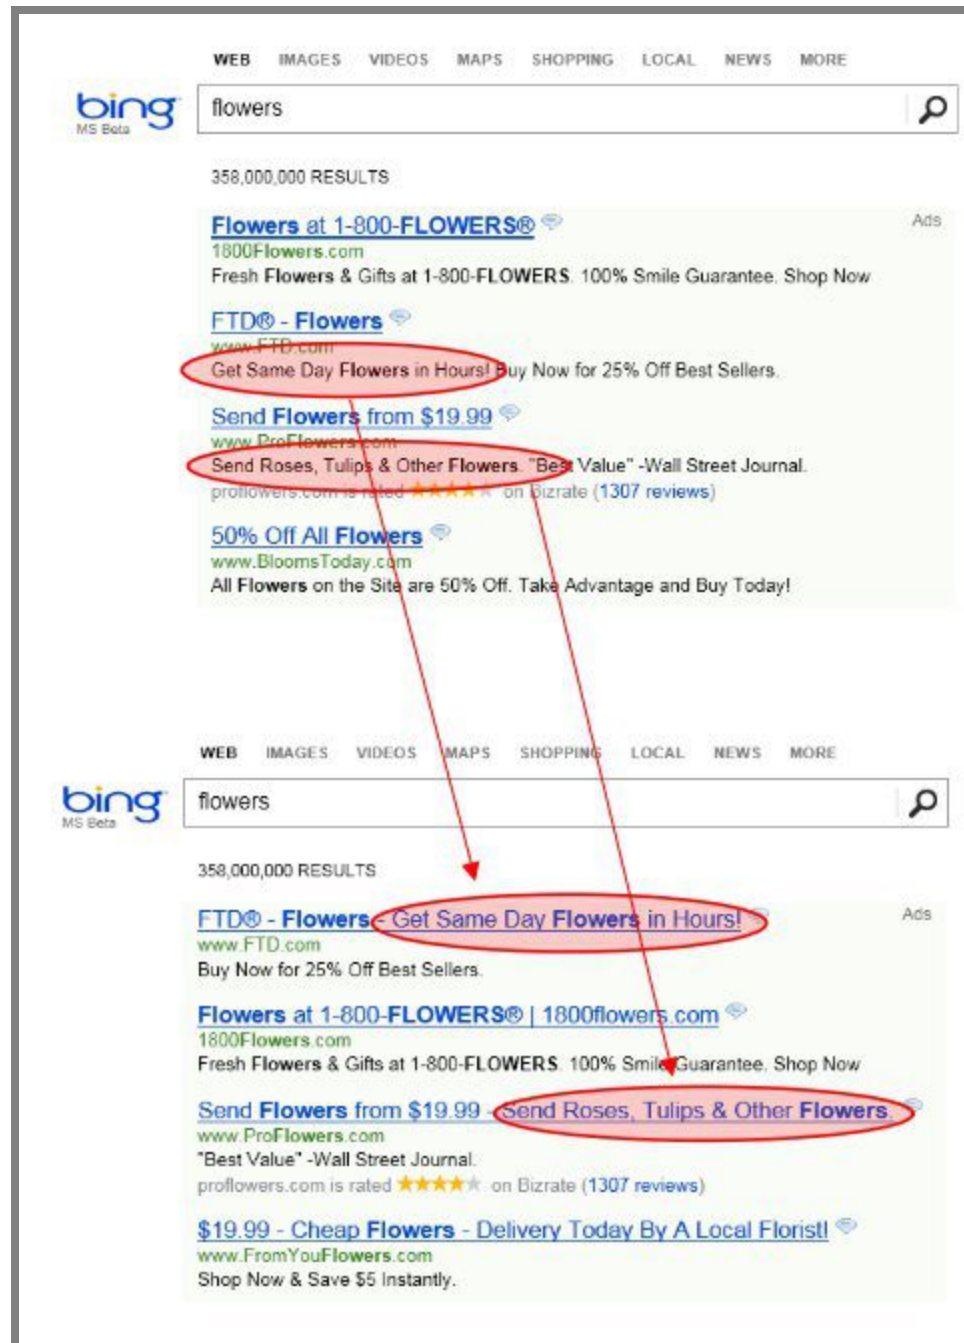 WEB IMAGES VIDEOS MAPS SHOPPING LOCAL NEWS MORE
bing
MS Beta
flowers
358,000,000 RESULTS
Flowers at 1-800-FLOWERS®
Ads
1800Flowers.com
Fresh Flowers & Gifts at 1-800-FLOWERS. 100% Smile Guarantee. Shop Now
FTD® - Flowers
www.FTD.com
Get Same Day Flowers in Hours! Buy Now for 25% Off Best Sellers.
Send Flowers from $19.99
www.ProFlowers.com
Send Roses, Tulips & Other Flowers. "Best Value" -Wall Street Journal.
proflowers.com is rated on Bizrate (1307 reviews)
50% Off All Flowers
www.BloomsToday.com
All Flowers on the Site are 50% Off. Take Advantage and Buy Today!
WEB IMAGES VIDEOS MAPS SHOPPING LOCAL NEWS MORE
bing
MS Beta
flowers
358,000,000 RESULTS
FTD® - Flowers - Get Same Day Flowers in Hours!
Ads
www.FTD.com
Buy Now for 25% Off Best Sellers.
Flowers at 1-800-FLOWERS® | 1800flowers.com
1800Flowers.com
Fresh Flowers & Gifts at 1-800-FLOWERS. 100% Smile Guarantee. Shop Now
Send Flowers from $19.99 - Send Roses, Tulips & Other Flowers.
www.ProFlowers.com
"Best Value" -Wall Street Journal.
proflowers.com is rated on Bizrate (1307 reviews)
$19.99 - Cheap Flowers - Delivery Today By A Local Florist!
www.FromYouFlowers.com
Shop Now & Save $5 Instantly.